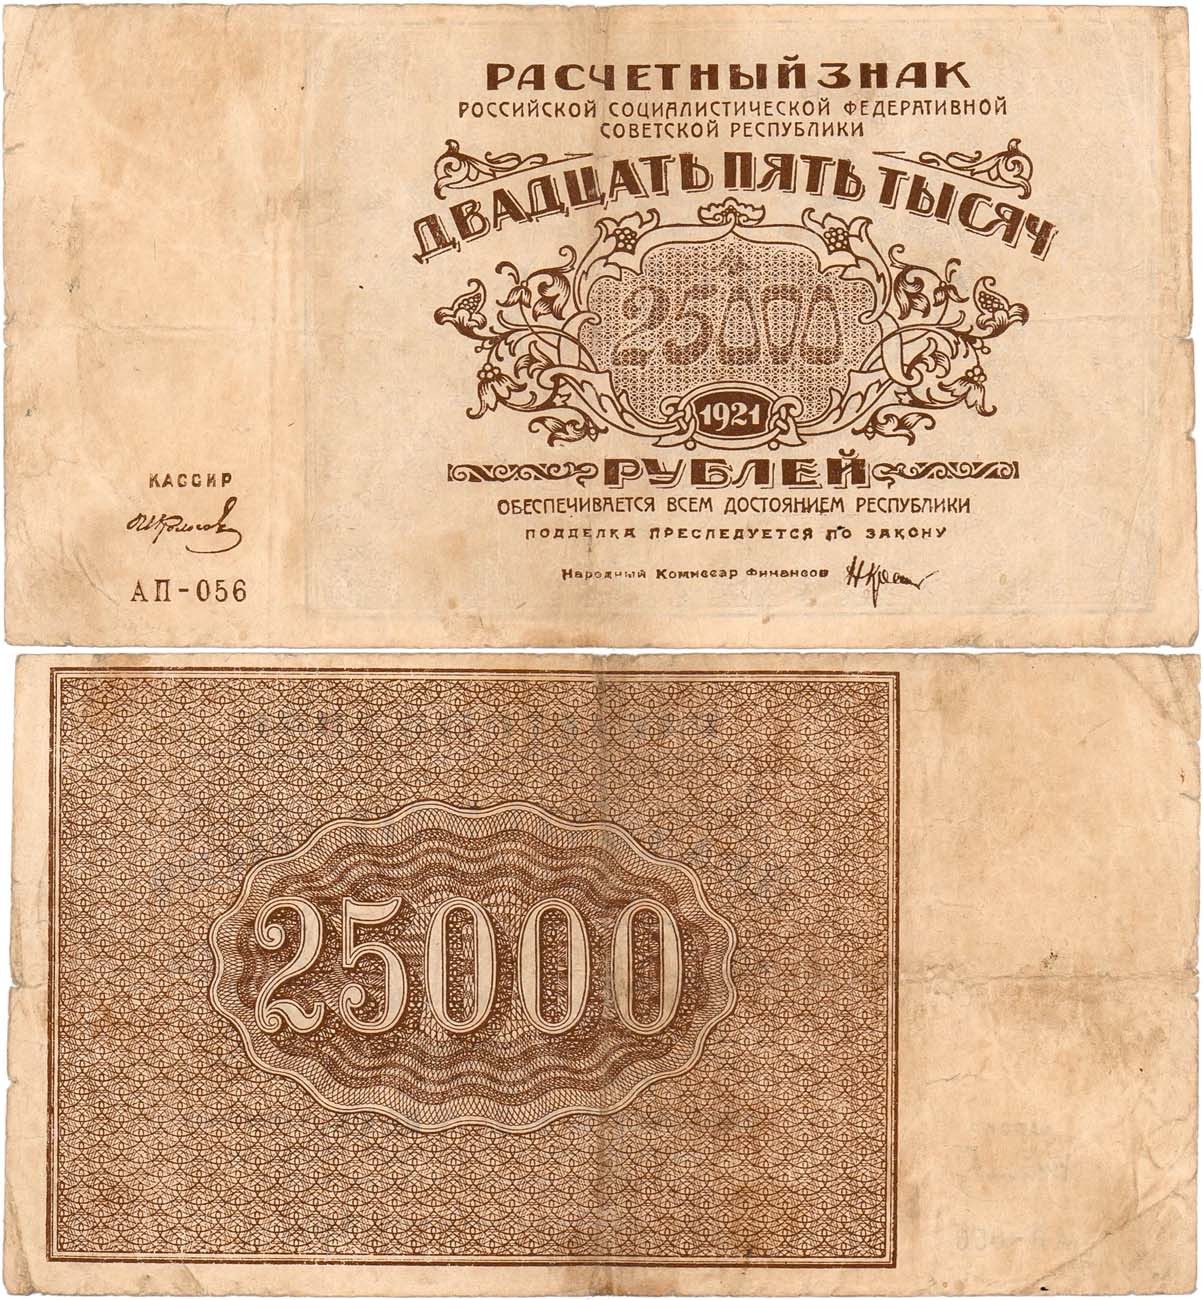 РАСЧЕТНЫЙ ЗНАК
РОССИЙСКОЙ СОЦИАЛИСТИЧЕСКОЙ ФЕДЕРАТИВНОЙ
СОВЕТСКОЙ РЕСПУБЛИКИ
ДВАДЦАТЬ ПЯТЬ ТЫСЯЧ
25000
1921
РУБЛЕЙ
ОБЕСПЕЧИВАЕТСЯ ВСЕМ ДОСТОЯНИЕМ РЕСПУБЛИКИ
ПОДДЕЛКА ПРЕСЛЕДУЕТСЯ ПО ЗАКОНУ
Народный Комиссар Финансов
КАССИР
АП-056
25000